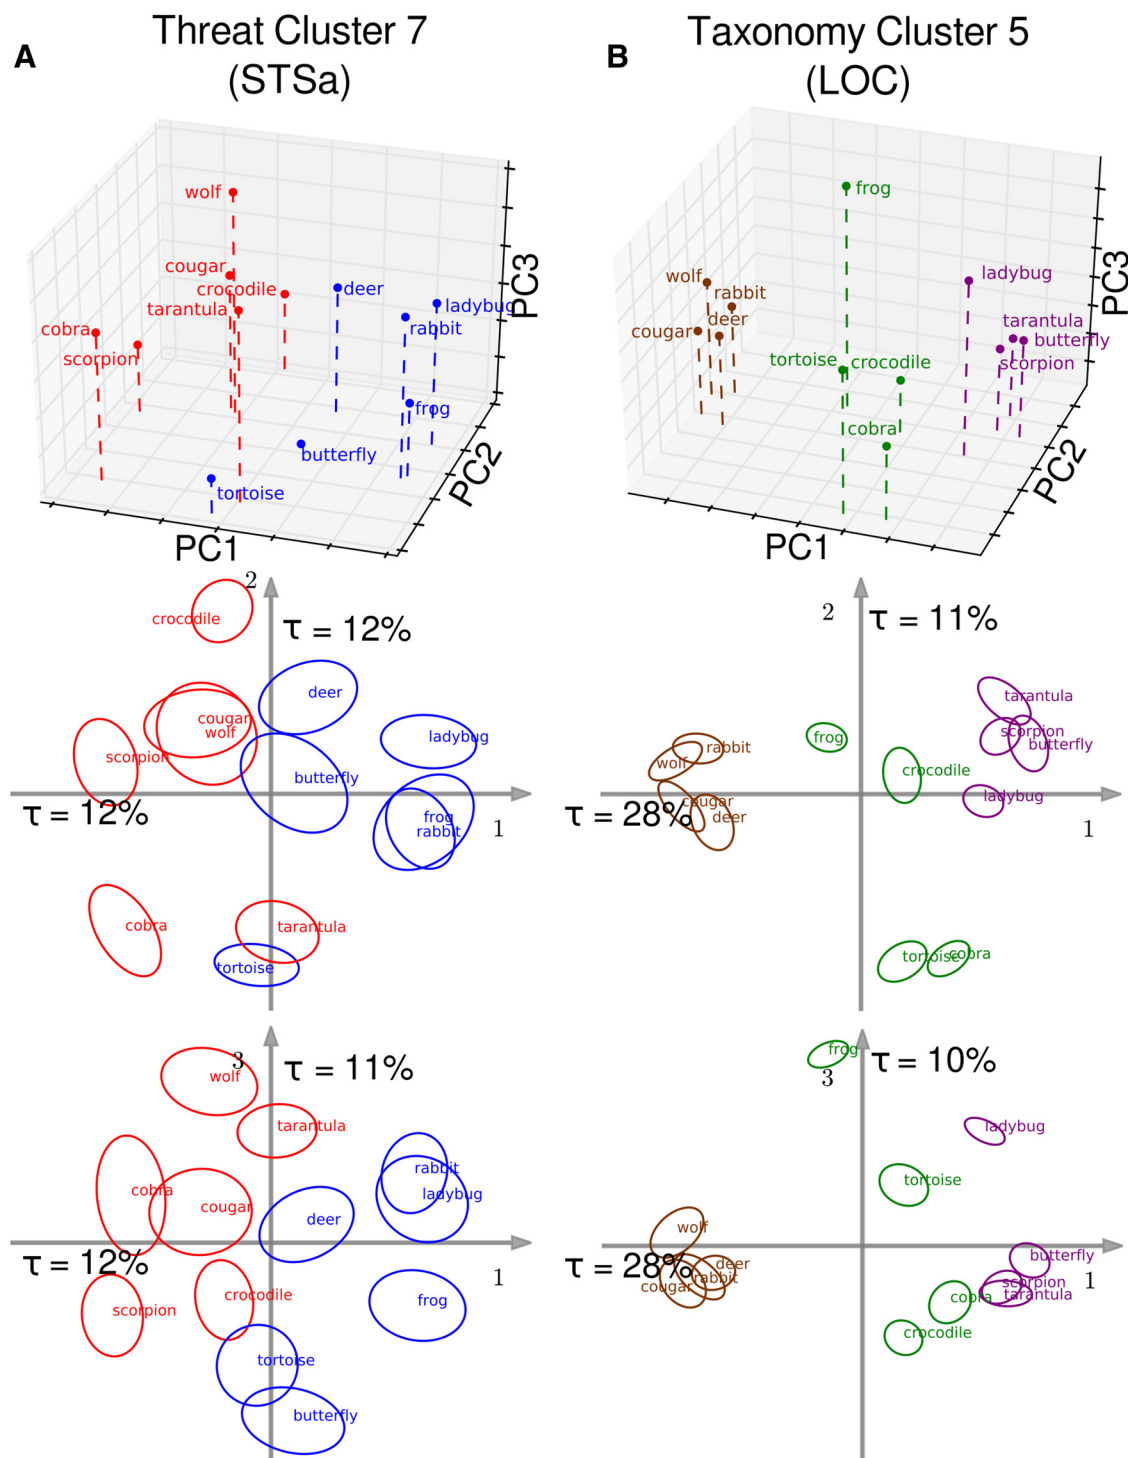 A
Threat Cluster 7
(STSa)
wolf
cougar
crocodile
tarantula
cobra
scorpion
deer
ladybug
rabbit
frog
butterfly
tortoise
PC1
PC2
PC3
B
Taxonomy Cluster 5
(LOC)
frog
wolf
rabbit
cougar
deer
ladybug
tarantula
butterfly
scorpion
tortoise
crocodile
cobra
PC1
PC2
PC3
2
τ = 12%
crocodile
deer
cougar
wolf
ladybug
scorpion
butterfly
τ = 12%
1
frog
rabbit
cobra
tarantula
tortoise
2
τ = 11%
tarantula
frog
scorpion
butterfly
rabbit
wolf
crocodile
cougar
ladybug
τ = 28%
deer
1
tortoise
cobra
3
τ = 11%
wolf
tarantula
rabbit
cobra
ladybug
cougar
deer
τ = 12%
1
crocodile
frog
scorpion
tortoise
butterfly
frog
3
τ = 10%
ladybug
tortoise
wolf
butterfly
τ = 28%
deer
rabbit
cougar
scorpion
1
cobra
tarantula
crocodile